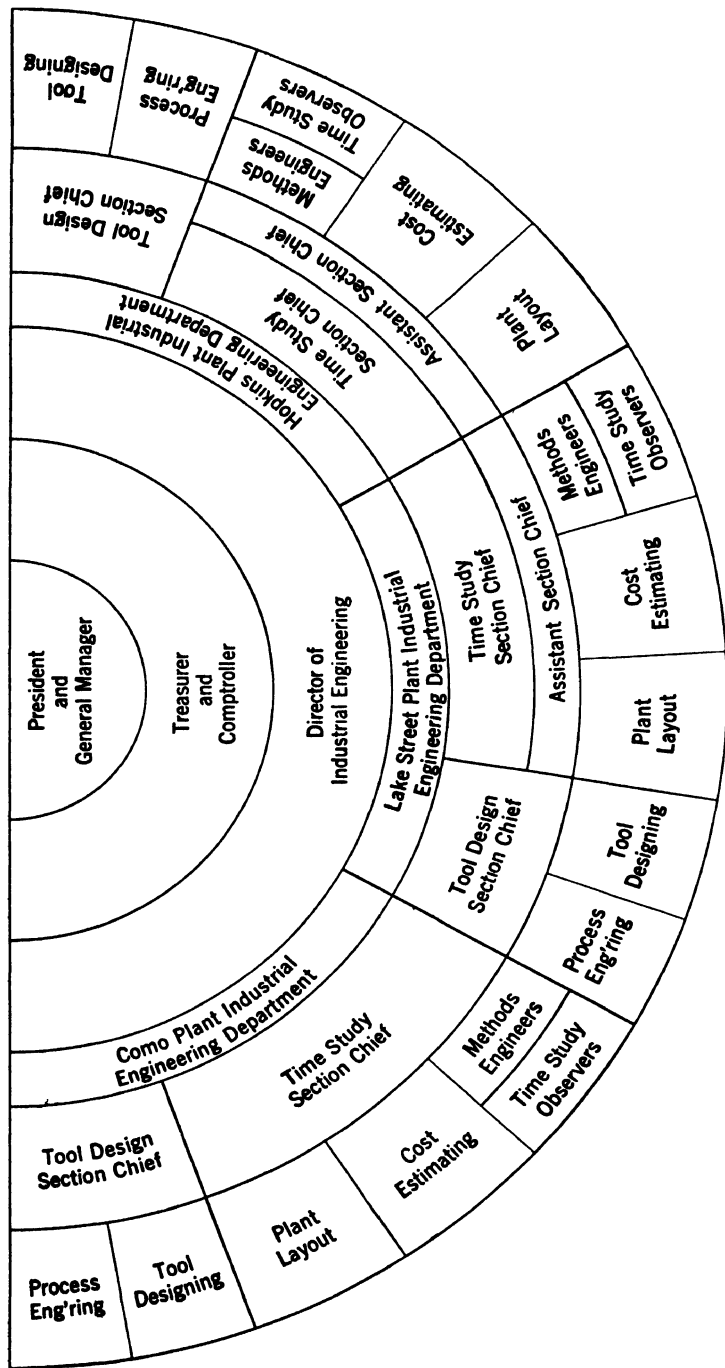 President
and
General Manager
Treasurer
and
Comptroller
Director of
Industrial Engineering
Hopkins Plant Industrial
Engineering Department
Tool Design
Section Chief
Time Study
Section Chief
Assistant Section Chief
Tool
Designing
Process
Eng'ring
Methods
Engineers
Time Study
Observers
Cost
Estimating
Plant
Layout
Lake Street Plant Industrial
Engineering Department
Time Study
Section Chief
Assistant Section Chief
Tool Design
Section Chief
Methods
Engineers
Time Study
Observers
Cost
Estimating
Plant
Layout
Tool
Designing
Process
Eng'ring
Como Plant Industrial
Engineering Department
Time Study
Section Chief
Tool Design
Section Chief
Methods
Engineers
Time Study
Observers
Cost
Estimating
Plant
Layout
Tool
Designing
Process
Eng'ring